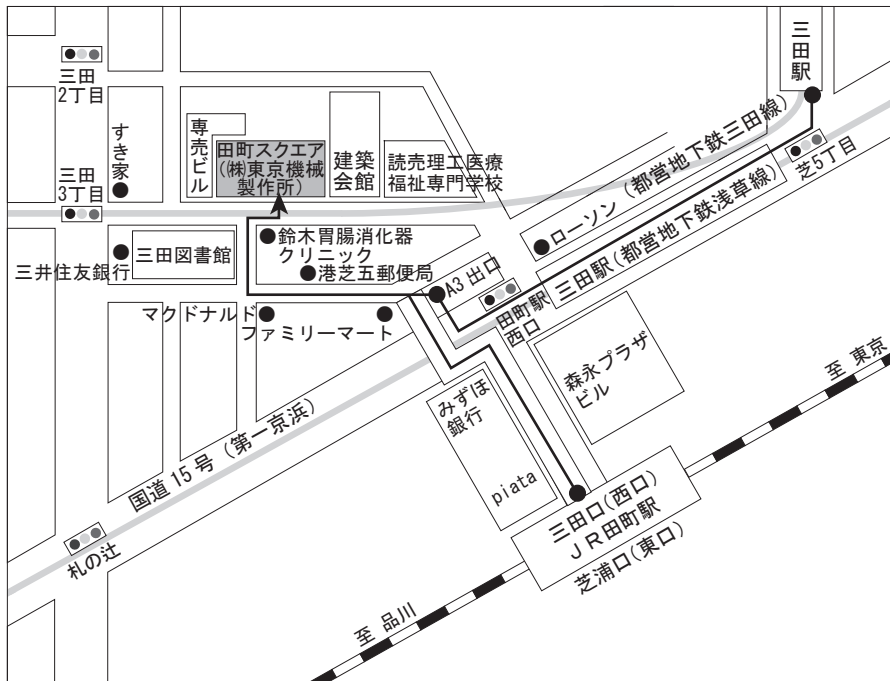 三田
2丁目
すき家
三田
3丁目
専売ビル
田町スクエア
(㈱東京機械
製作所)
建築
会館
読売理工医療
福祉専門学校
三田駅
芝5丁目
ローソン(都営地下鉄三田線)
三田駅(都営地下鉄浅草線)
三井住友銀行
三田図書館
鈴木胃腸消化器
クリニック
港芝五郵便局
A3 出口
田町駅
西口
マクドナルド
ファミリーマート
国道 15 号 (第一京浜)
みずほ
銀行
piata
森永プラザ
ビル
至 東京
三田口(西口)
JR田町駅
芝浦口(東口)
札の辻
至 品川